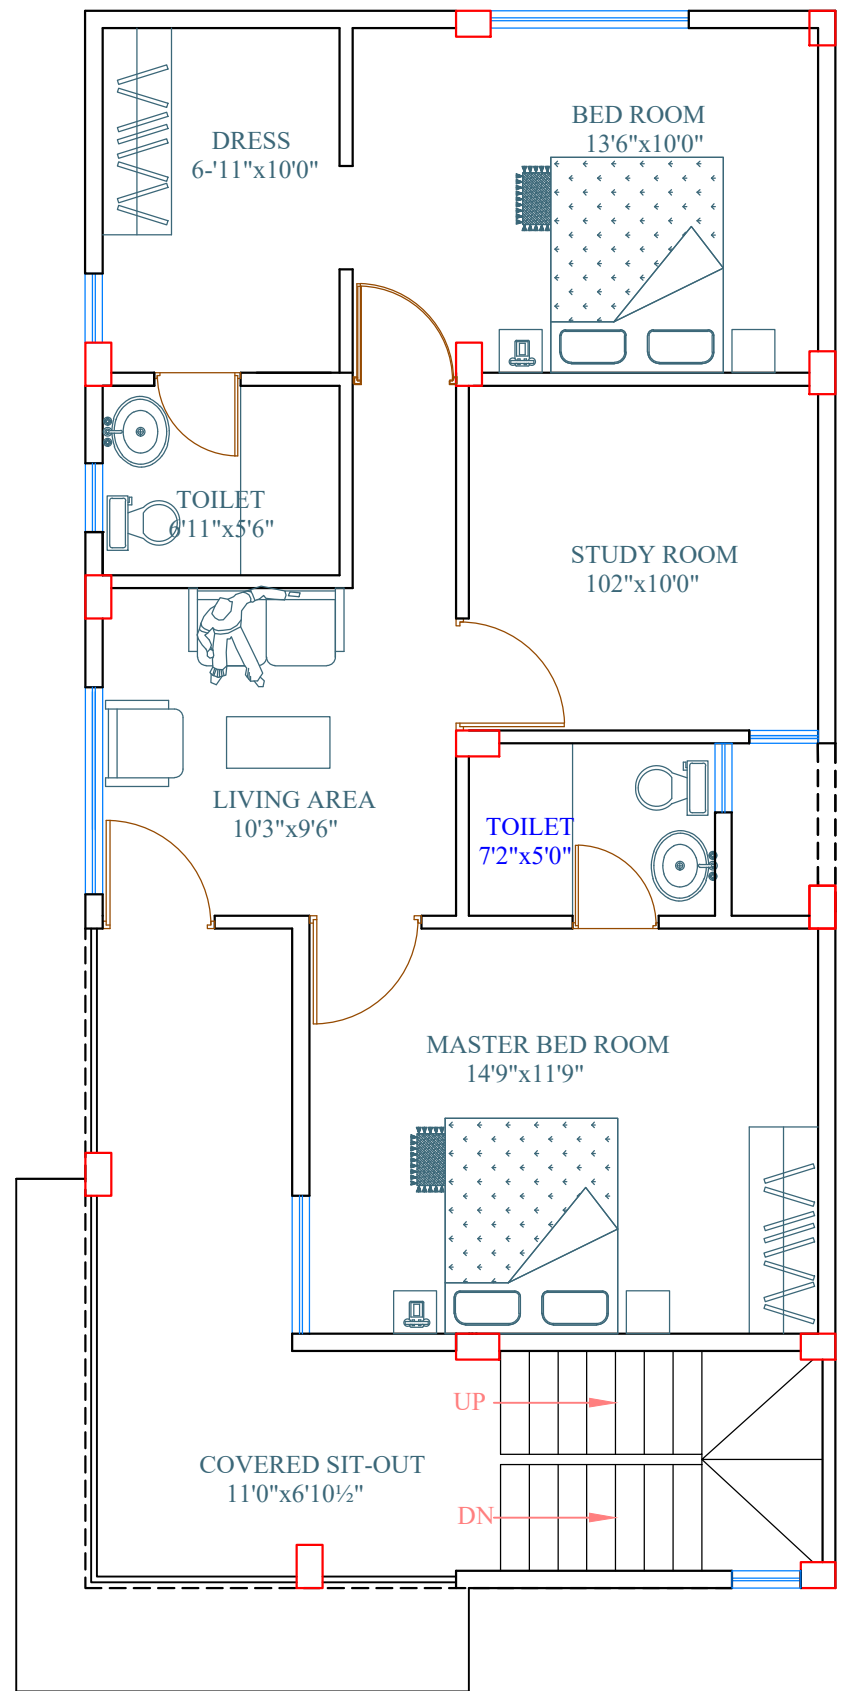 DRESS
6-'11"x10'0"
BED ROOM
13'6"x10'0"
TOILET
6'11"x5'6"
STUDY ROOM
102"x10'0"
LIVING AREA
10'3"x9'6"
TOILET
7'2"x5'0"
MASTER BED ROOM
14'9"x11'9"
UP
COVERED SIT-OUT
11'0"x6'10½"
DN